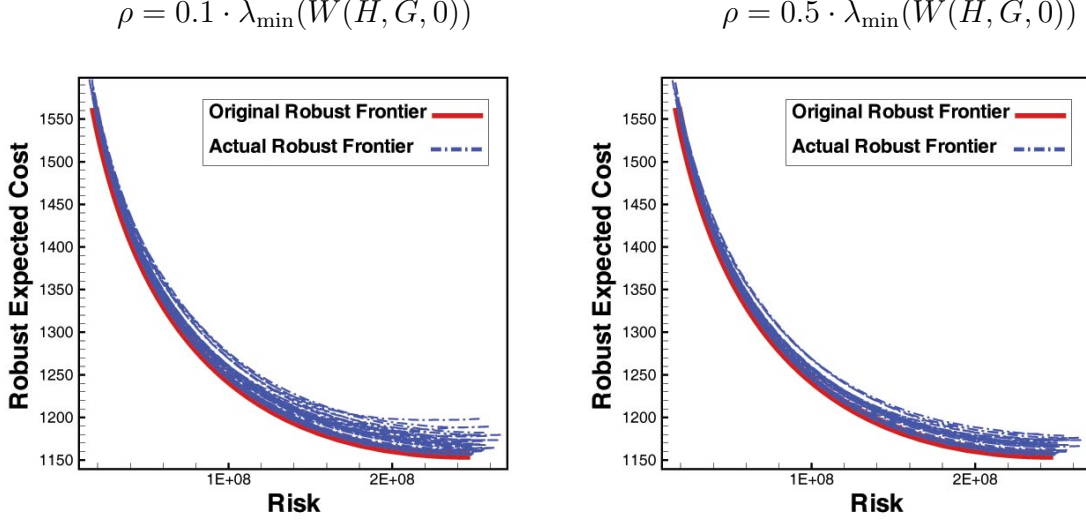 ρ = 0.1 · λmin(W(H, G, 0))
Robust Expected Cost
1550
1500
1450
1400
1350
1300
1250
1200
1150
Original Robust Frontier
Actual Robust Frontier
1E+08
2E+08
Risk
ρ = 0.5 · λmin(W(H, G, 0))
Robust Expected Cost
1550
1500
1450
1400
1350
1300
1250
1200
1150
Original Robust Frontier
Actual Robust Frontier
1E+08
2E+08
Risk